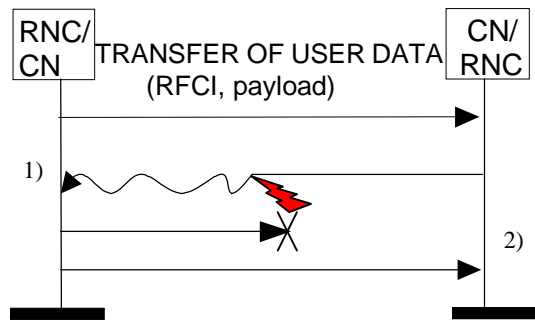 RNC/
CN
CN/
RNC
TRANSFER OF USER DATA
(RFCI, payload)
1)
2)